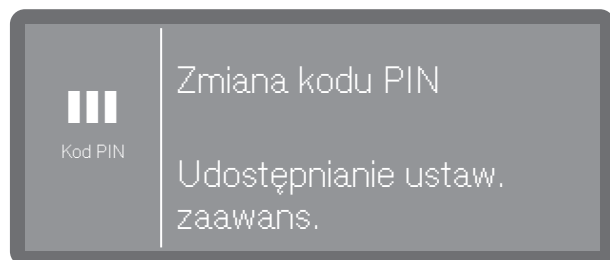 Kod PIN
Zmiana kodu PIN
Udostępnianie ustaw.
zaawans.